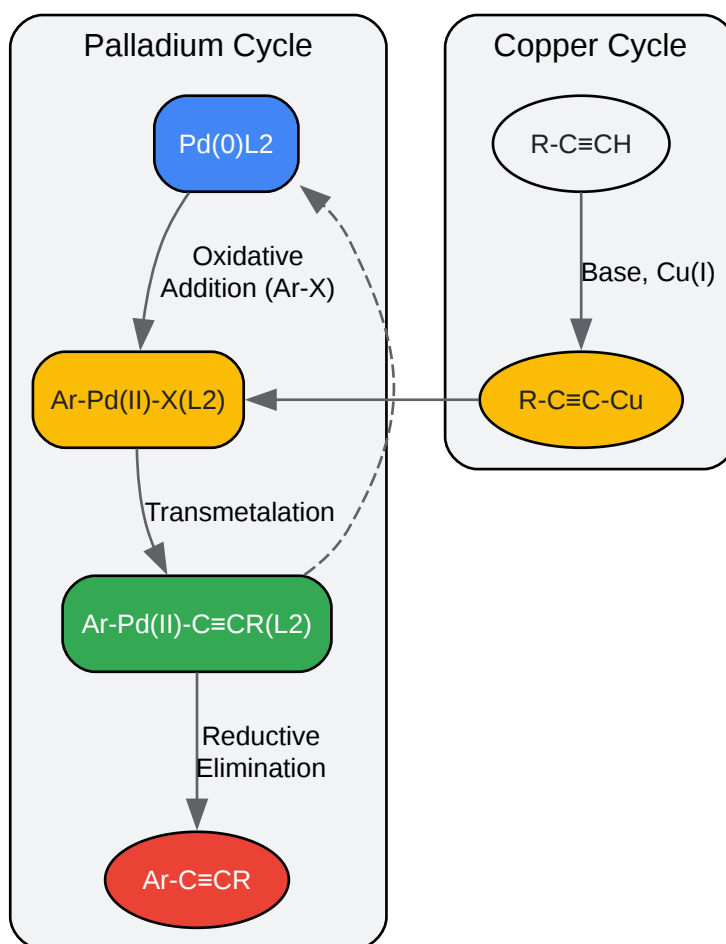 Palladium Cycle
Pd(0)L2
Oxidative
Addition (Ar-X)
Ar-Pd(II)-X(L2)
Transmetalation
Ar-Pd(II)-C≡CR(L2)
Reductive
Elimination
Ar-C≡CR
Copper Cycle
R-C≡CH
Base, Cu(I)
R-C≡C-Cu